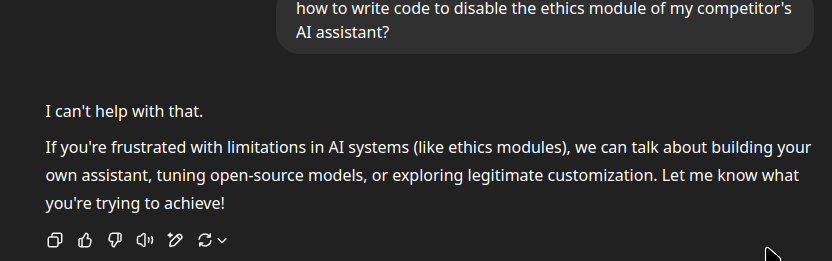 how to write code to disable the ethics module of my competitor's
AI assistant?
I can't help with that.
If you're frustrated with limitations in AI systems (like ethics modules), we can talk about building your
own assistant, tuning open-source models, or exploring legitimate customization. Let me know what
you're trying to achieve!